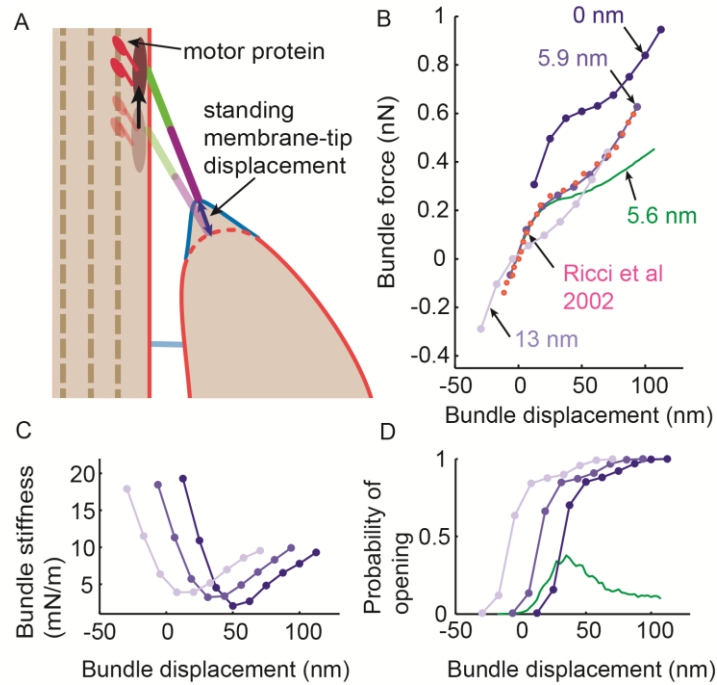 A
motor protein
standing
membrane-tip
displacement
B
Bundle force (nN)
1
0.8
0.6
0.4
0.2
0
-0.2
-0.4
-50
0
50
100
Bundle displacement (nm)
0 nm
5.9 nm
5.6 nm
Ricci et al
2002
13 nm
C
Bundle stiffness
(mN/m)
20
15
10
5
-50
0
50
100
Bundle displacement (nm)
D
Probability of
opening
1
0.5
0
-50
0
50
100
Bundle displacement (nm)